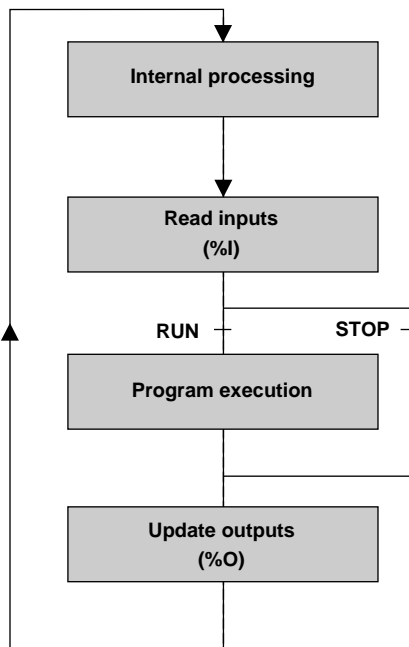 Internal processing
Read inputs
(%I)
RUN
STOP
Program execution
Update outputs
(%O)